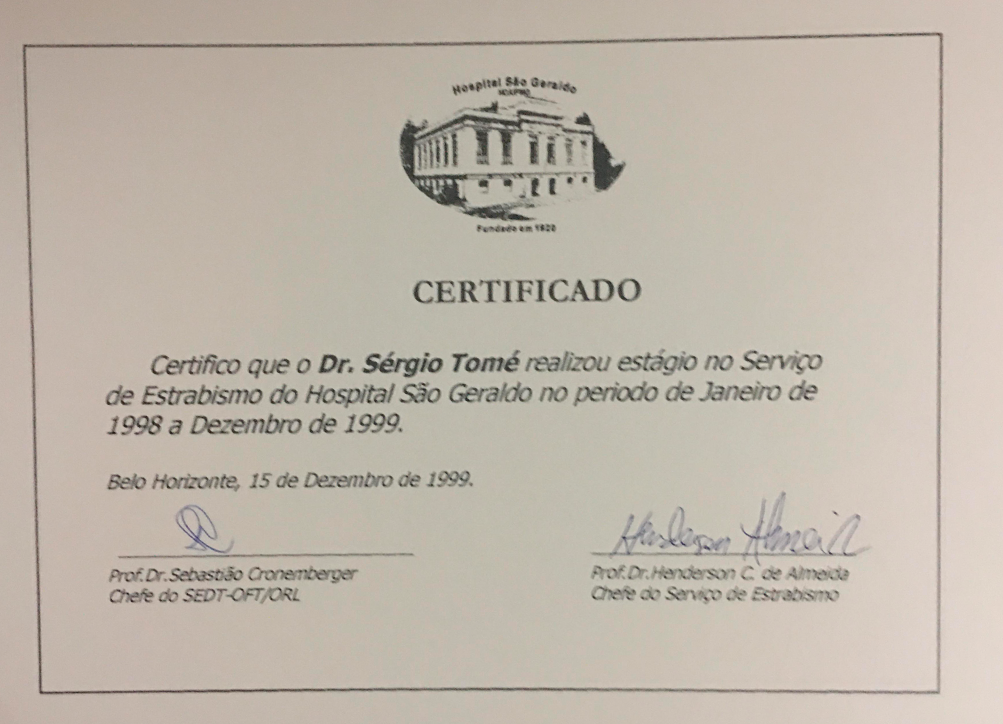 Hospital São Geraldo
Fundado em 1920
CERTIFICADO
Certifico que o Dr. Sérgio Tomé realizou estágio no Serviço
de Estrabismo do Hospital São Geraldo no periodo de Janeiro de
1998 a Dezembro de 1999.
Belo Horizonte, 15 de Dezembro de 1999.
Henderson Almeida
Prof.Dr.Sebastião Cronemberger
Prof.Dr.Henderson C. de Almeida
Chefe do SEDT-OFT/ORL
Chefe do Serviço de Estrabismo